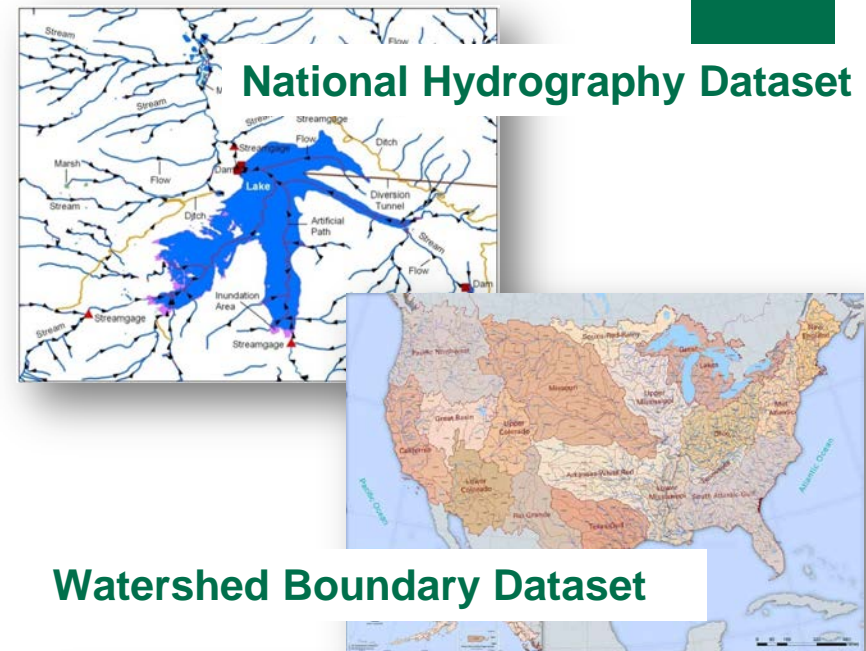 National Hydrography Dataset
Stream
Flow
Stream
Streamgage
Streamgage
Flow
Ditch
Marsh
Flow
Dam
Lake
Diversion
Tunnel
Stream
Ditch
Artificial
Path
Stream
Flow
Dam
Inundation
Area
Stream
Streamgage
Streamgage
Pacific Northwest
Souris-Red-Rainy
New
England
Great
Lakes
Missouri
Upper
Mississippi
Mid
Atlantic
Great Basin
Upper
Colorado
Ohio
California
Tennessee
Arkansas-White-Red
Lower
Colorado
Lower
Mississippi
South Atlantic-Gulf
Rio Grande
Texas-Gulf
Pacific Ocean
Atlantic Ocean
Watershed Boundary Dataset